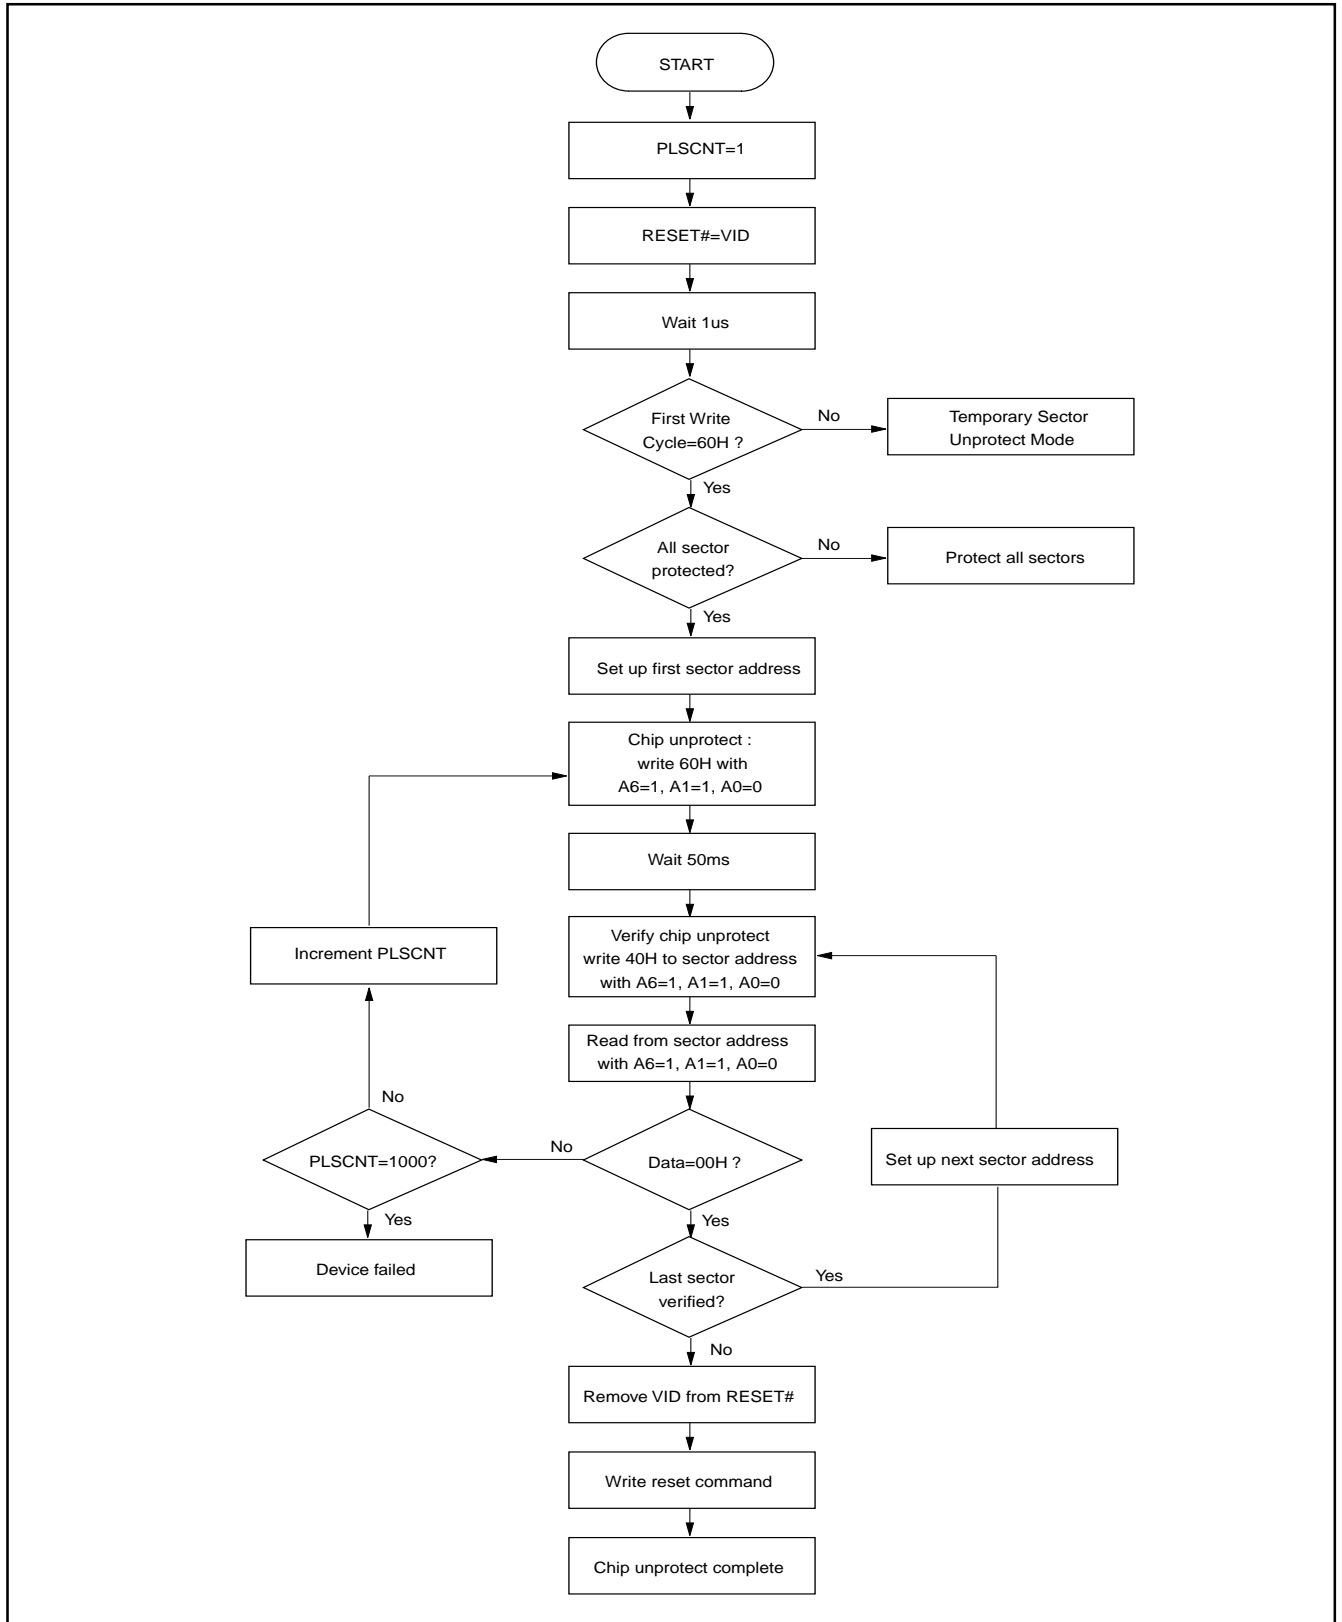 START
PLSCNT=1
RESET#=VID
Wait 1us
First Write
Cycle=60H ?
No
Temporary Sector
Unprotect Mode
Yes
All sector
protected?
No
Protect all sectors
Yes
Set up first sector address
Chip unprotect :
write 60H with
A6=1, A1=1, A0=0
Wait 50ms
Increment PLSCNT
Verify chip unprotect
write 40H to sector address
with A6=1, A1=1, A0=0
Read from sector address
with A6=1, A1=1, A0=0
No
PLSCNT=1000?
No
Data=00H ?
Set up next sector address
Yes
Yes
Device failed
Last sector
verified?
Yes
No
Remove VID from RESET#
Write reset command
Chip unprotect complete